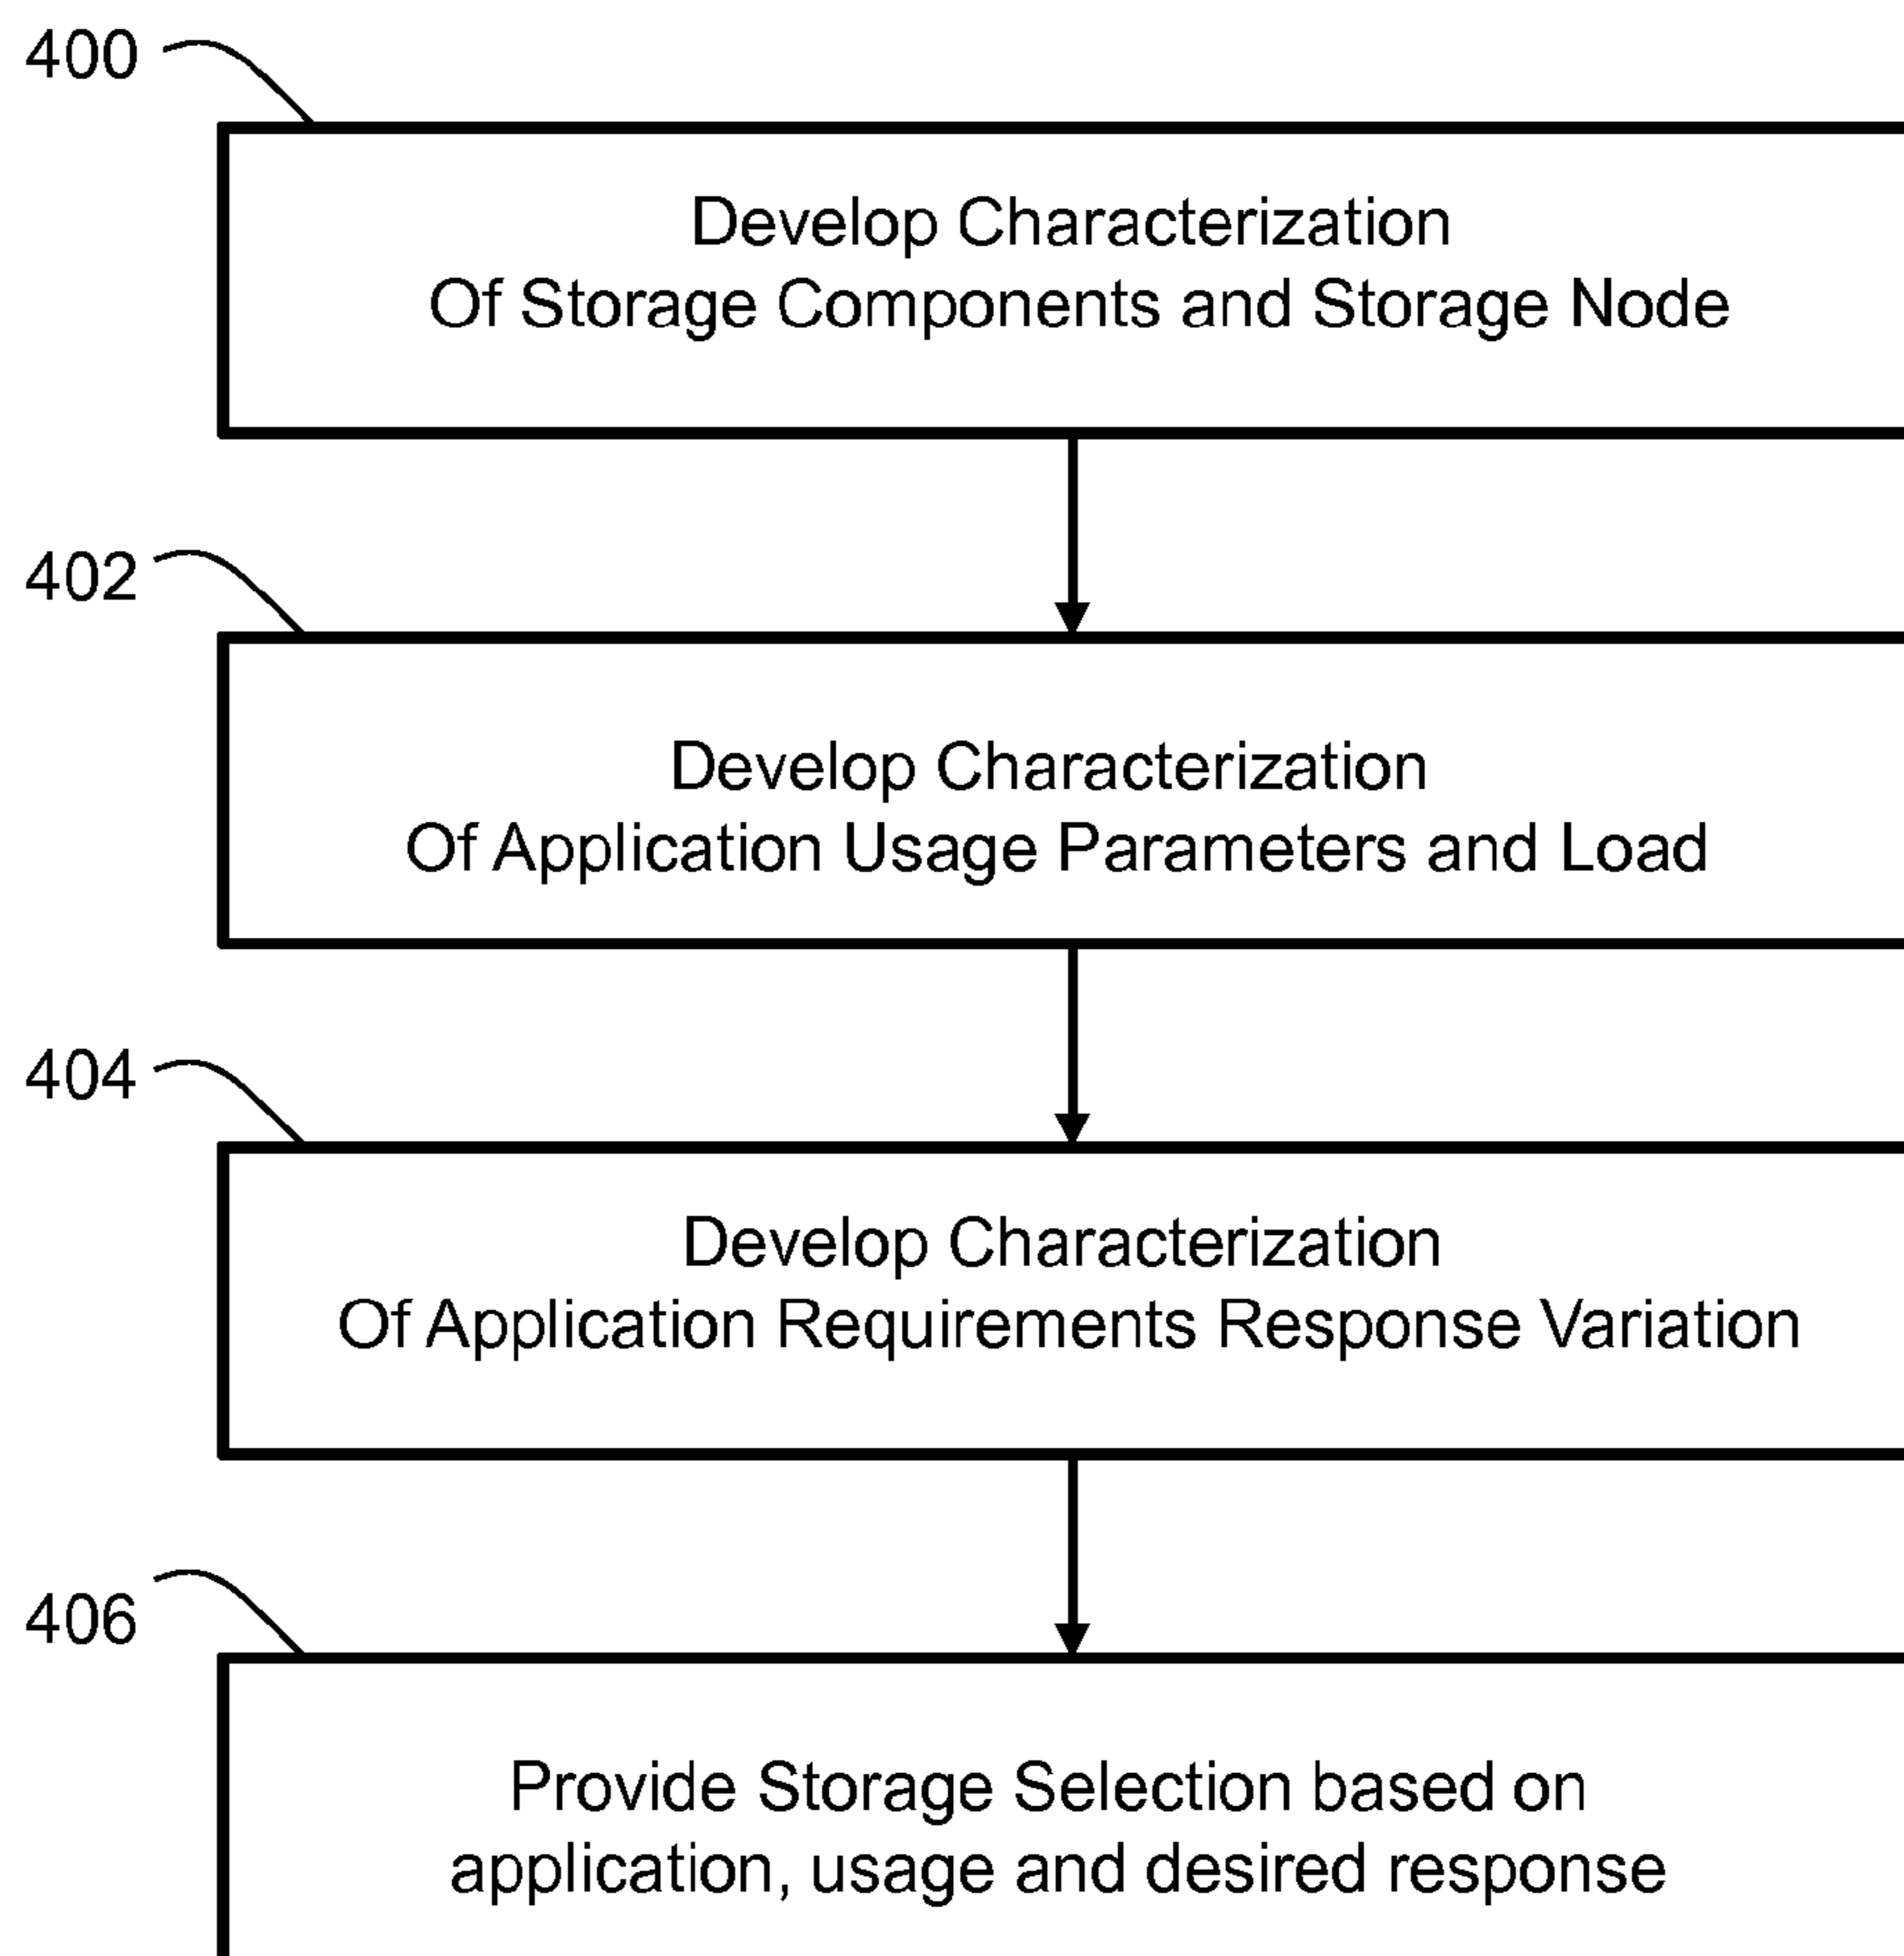 400
Develop Characterization
Of Storage Components and Storage Node
402
Develop Characterization
Of Application Usage Parameters and Load
404
Develop Characterization
Of Application Requirements Response Variation
406
Provide Storage Selection based on
application, usage and desired response